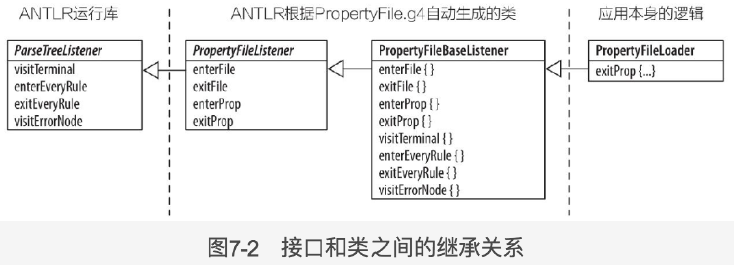 ANTLR运行库
ANTLR根据PropertyFile.g4自动生成的类
应用本身的逻辑
ParseTreeListener
visitTerminal
enterEveryRule
exitEveryRule
visitErrorNode
PropertyFileListener
enterFile
exitFile
enterProp
exitProp
PropertyFileBaseListener
enterFile { }
exitFile { }
enterProp { }
exitProp { }
visitTerminal { }
enterEveryRule { }
exitEveryRule { }
visitErrorNode { }
PropertyFileLoader
exitProp {...}
图7-2 接口和类之间的继承关系